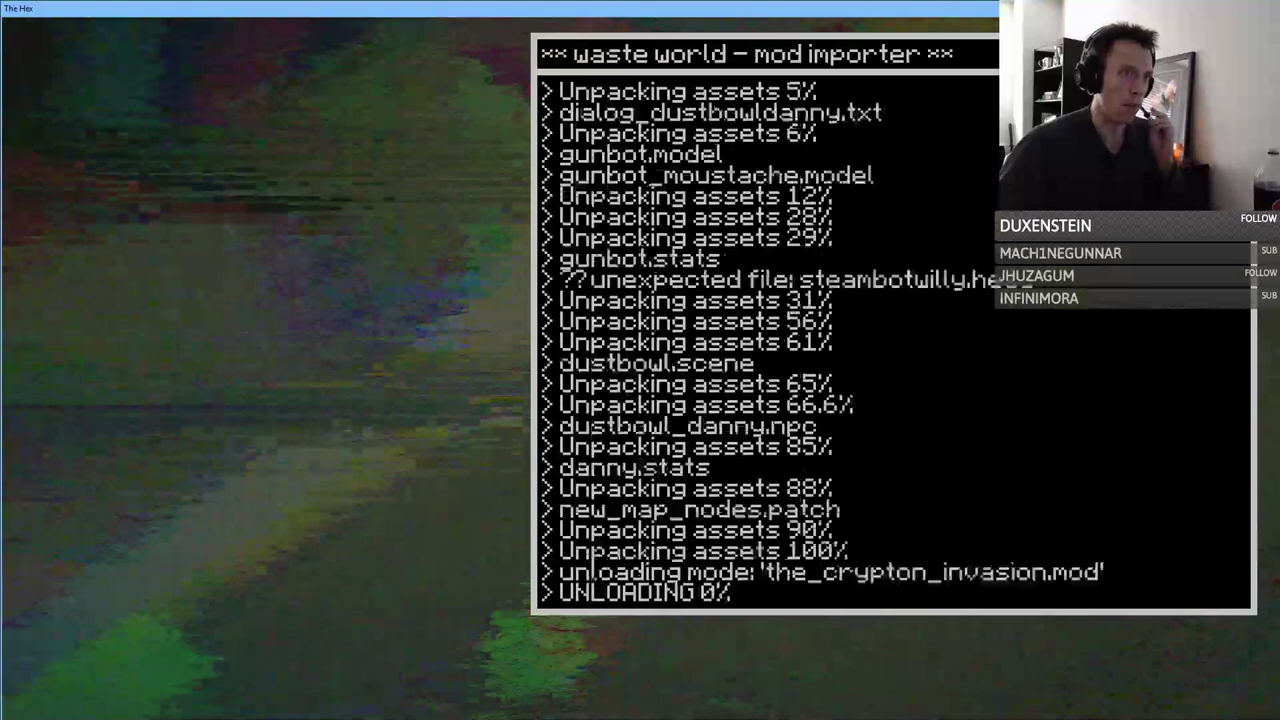 The Hex
** waste world - mod importer **
> Unpacking assets 5%
> dialog_dustbowldanny.txt
> Unpacking assets 6%
> gunbot.model
> gunbot_moustache.model
> Unpacking assets 12%
> Unpacking assets 28%
> Unpacking assets 29%
> gunbot.stats
> ??unexpected file: steambotwilly.he
> Unpacking assets 31%
> Unpacking assets 56%
> Unpacking assets 61%
> dustbowl.scene
> Unpacking assets 65%
> Unpacking assets 66.6%
> dustbowl_danny.npc
> Unpacking assets 85%
> danny.stats
> Unpacking assets 88%
> new_map_nodes.patch
> Unpacking assets 90%
> Unpacking assets 100%
> unloading mode: 'the_crypton_invasion.mod'
> UNLOADING 0%
DUXENSTEIN FOLLOW
MACH1NEGUNNAR SUB
JHUZAGUM FOLLOW
INFINIMORA SUB